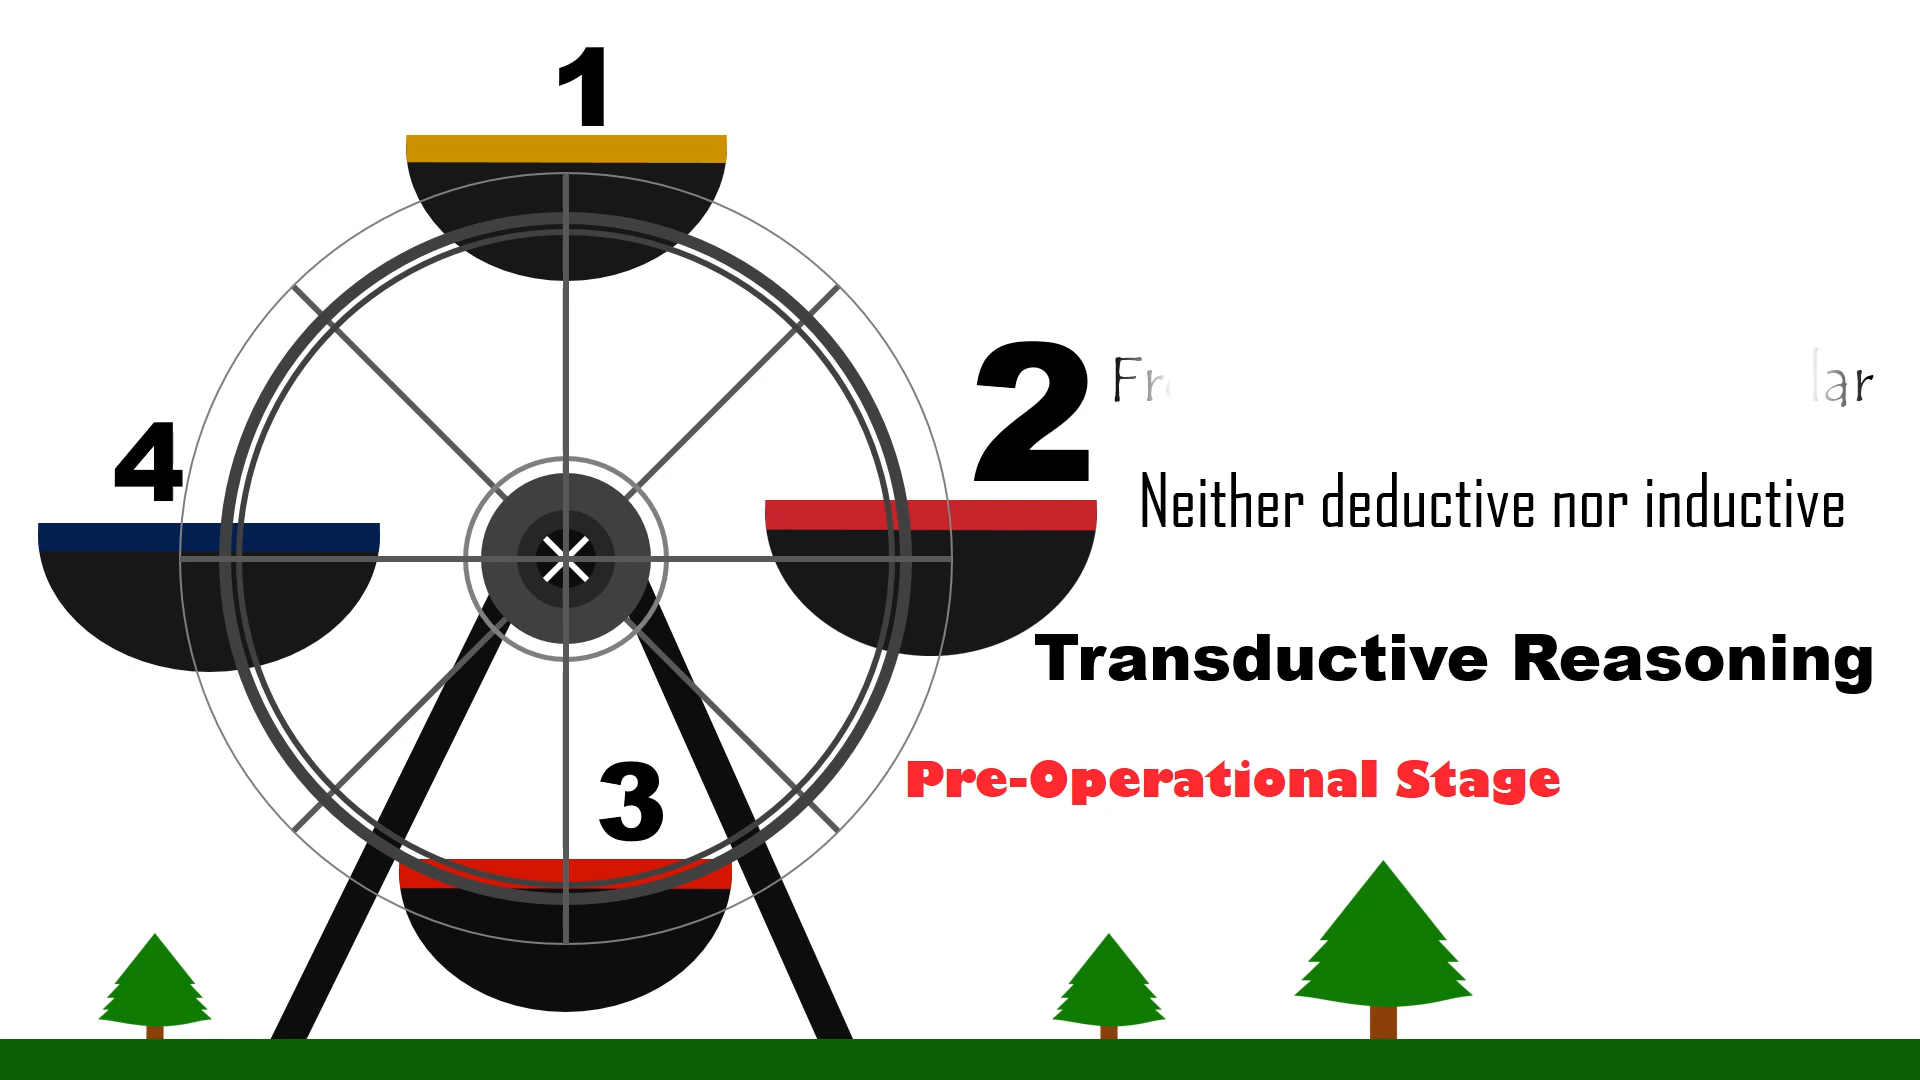 1
2
4
Neither deductive nor inductive
Transductive Reasoning
Pre-Operational Stage
3